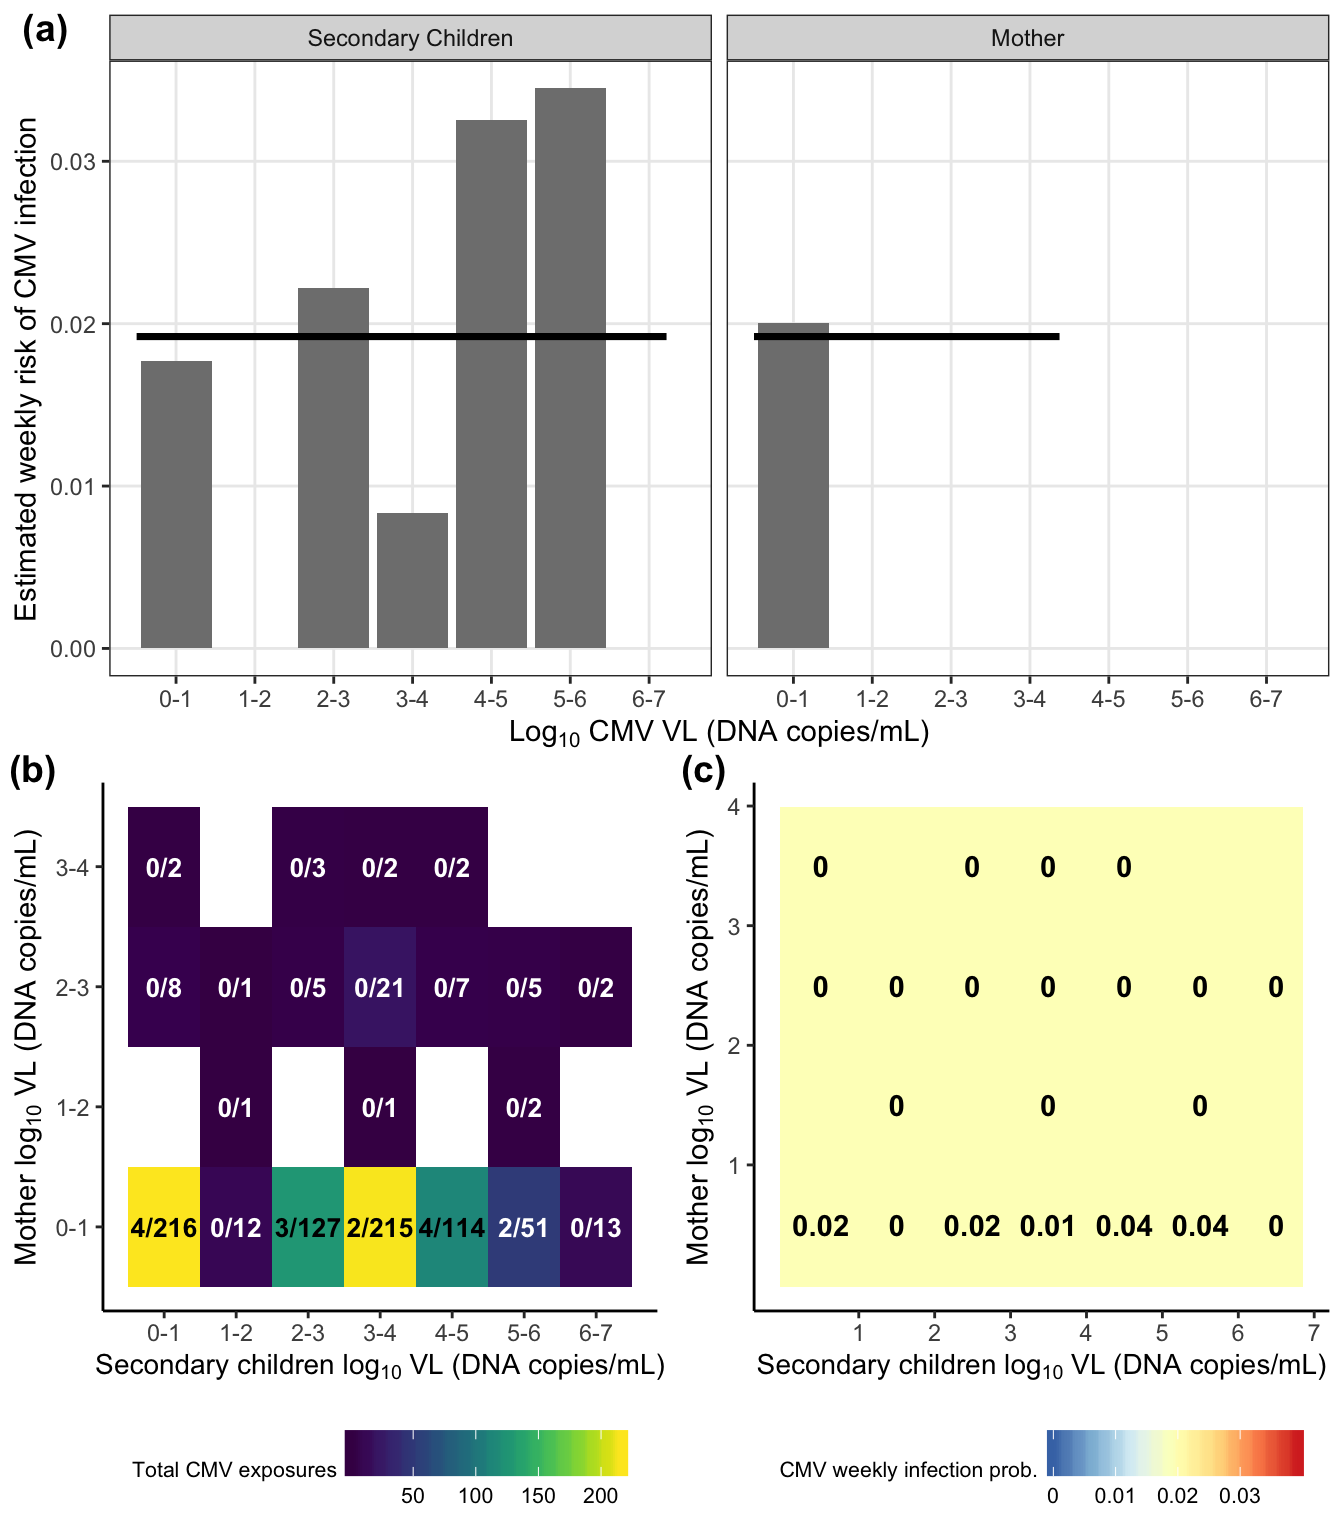 (a)
Secondary Children
Mother
Estimated weekly risk of CMV infection
0.03
0.02
0.01
0.00
0-1 1-2 2-3 3-4 4-5 5-6 6-7
0-1 1-2 2-3 3-4 4-5 5-6 6-7
Log10 CMV VL (DNA copies/mL)
(b)
Mother log10 VL (DNA copies/mL)
3-4
0/2 0/3 0/2 0/2
2-3
0/8 0/1 0/5 0/21 0/7 0/5 0/2
1-2
0/1 0/1 0/2
0-1
4/216 0/12 3/127 2/215 4/114 2/51 0/13
0-1 1-2 2-3 3-4 4-5 5-6 6-7
Secondary children log10 VL (DNA copies/mL)
Total CMV exposures
50 100 150 200
(c)
Mother log10 VL (DNA copies/mL)
4
0 0 0 0
3
0 0 0 0 0 0 0
2
0 0 0
1
0.02 0 0.02 0.01 0.04 0.04 0
1 2 3 4 5 6 7
Secondary children log10 VL (DNA copies/mL)
CMV weekly infection prob.
0 0.01 0.02 0.03